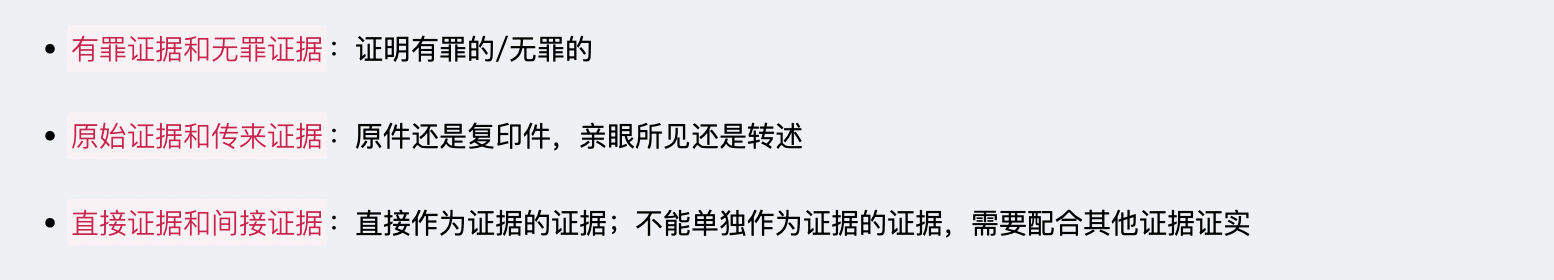 • 有罪证据和无罪证据：证明有罪的/无罪的
• 原始证据和传来证据：原件还是复印件，亲眼所见还是转述
• 直接证据和间接证据：直接作为证据的证据；不能单独作为证据的证据，需要配合其他证据证实